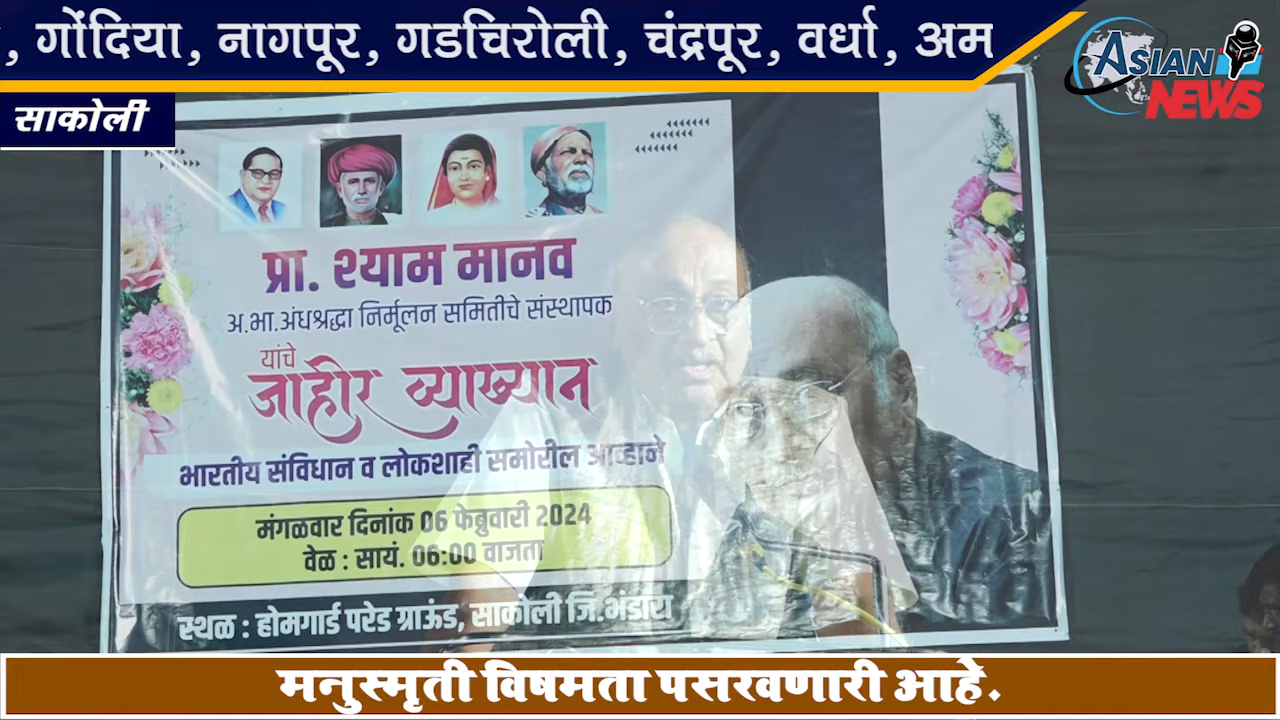 , गोंदिया, नागपूर, गडचिरोली, चंद्रपूर, वर्धा, अम
ASIAN
NEWS
साकोली
प्रा. श्याम मानव
अ.भा.अंधश्रद्धा निर्मूलन समितीचे संस्थापक
यांचे
जाहीर व्याख्यान
भारतीय संविधान व लोकशाही समोरील आव्हाने
मंगळवार दिनांक 06 फेब्रुवारी 2024
वेळ : सायं. 06:00 वाजता
स्थळ : होमगार्ड परेड ग्राऊंड, साकोली जि.भंडारा
मनुस्मृती विषमता पसरवणारी आहे.